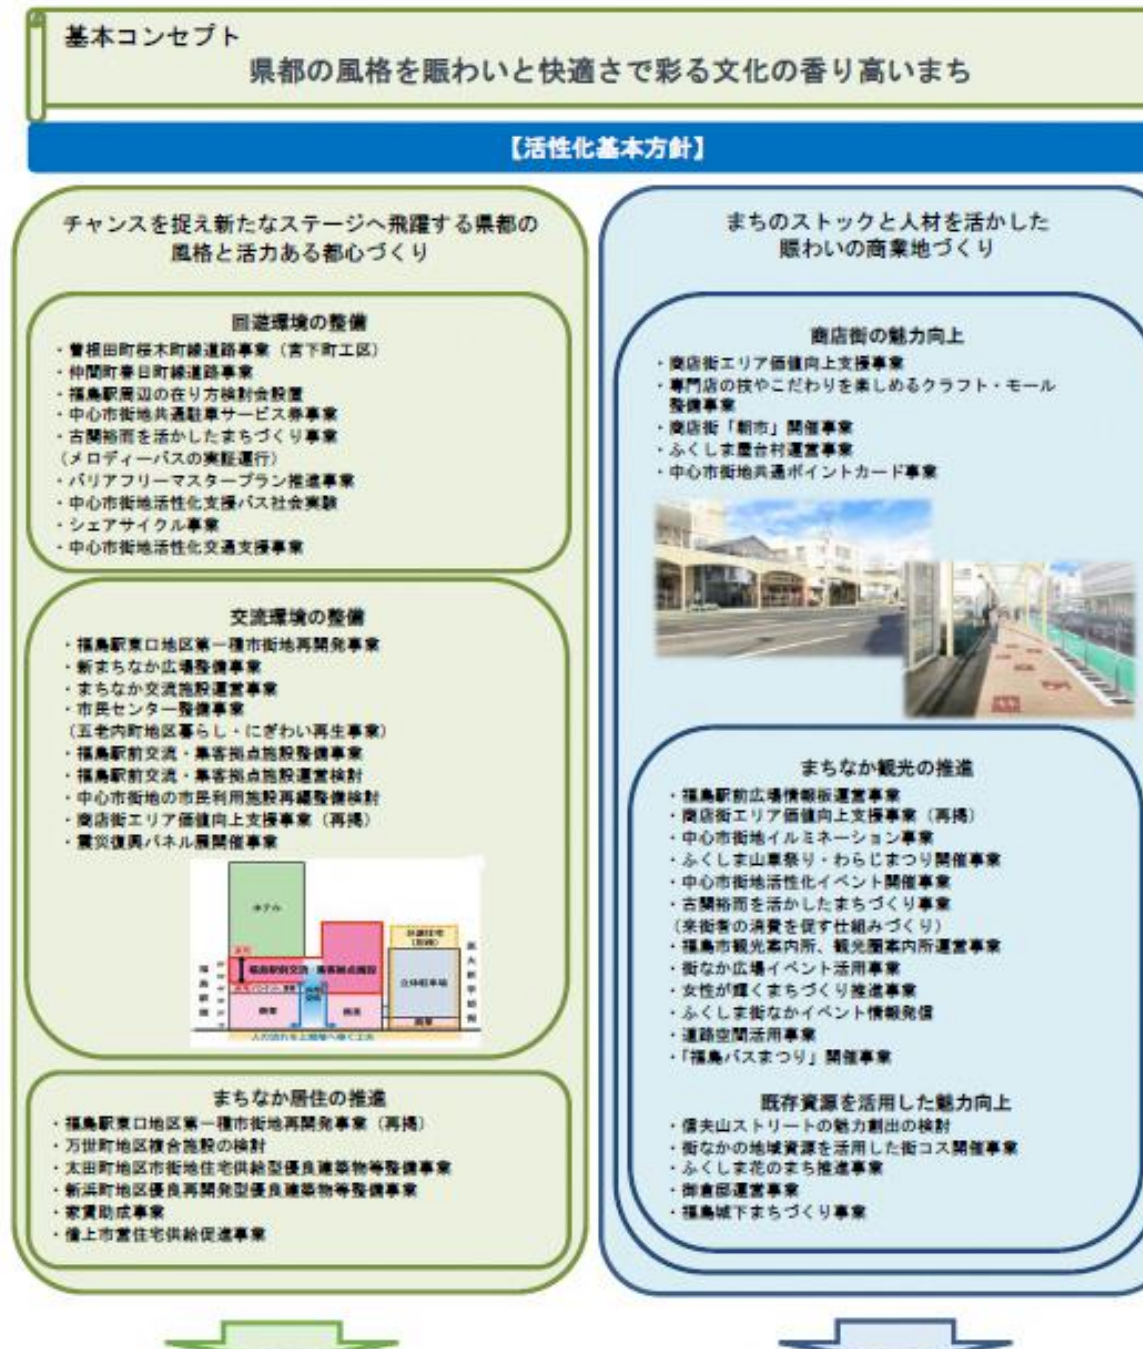 基本コンセプト
県都の風格を賑わいと快適さで彩る文化の香り高いまち
【活性化基本方針】
チャンスを捉え新たなステージへ飛躍する県都の
風格と活力ある都心づくり
回遊環境の整備
・曽根田町桜木町線道路事業（宮下町工区）
・仲間町春日町線道路事業
・福島駅周辺の在り方検討会設置
・中心市街地共通駐車サービス券事業
・古関裕而を活かしたまちづくり事業
（メロディーバスの実証運行）
・バリアフリーマスタープラン推進事業
・中心市街地活性化支援バス社会実験
・シェアサイクル事業
・中心市街地活性化交通支援事業
交流環境の整備
・福島駅東口地区第一種市街地再開発事業
・新まちなか広場整備事業
・まちなか交流施設運営事業
・市民センター整備事業
（五老内町地区暮らし・にぎわい再生事業）
・福島駅前交流・集客拠点施設整備事業
・福島駅前交流・集客拠点施設運営検討
・中心市街地の市民利用施設再編整備検討
・商店街エリア価値向上支援事業（再掲）
・震災復興パネル展開催事業
ホテル
福島駅前交流・集客拠点施設
立体駐車場
商業
まちなか居住の推進
・福島駅東口地区第一種市街地再開発事業（再掲）
・万世町地区複合施設の検討
・太田町地区市街地住宅供給型優良建築物等整備事業
・新浜町地区優良再開発型優良建築物等整備事業
・家賃助成事業
・借上市営住宅供給促進事業
まちのストックと人材を活かした
賑わいの商業地づくり
商店街の魅力向上
・商店街エリア価値向上支援事業
・専門店の技やこだわりを楽しめるクラフト・モール
整備事業
・商店街「朝市」開催事業
・ふくしま屋台村運営事業
・中心市街地共通ポイントカード事業
まちなか観光の推進
・福島駅前広場情報板運営事業
・商店街エリア価値向上支援事業（再掲）
・中心市街地イルミネーション事業
・ふくしま山車祭り・わらじまつり開催事業
・中心市街地活性化イベント開催事業
・古関裕而を活かしたまちづくり事業
（来街者の消費を促す仕組みづくり）
・福島市観光案内所、観光圏案内所運営事業
・街なか広場イベント活用事業
・女性が輝くまちづくり推進事業
・ふくしま街なかイベント情報発信
・道路空間活用事業
・「福島バスまつり」開催事業
既存資源を活用した魅力向上
・信夫山ストリートの魅力創出の検討
・街なかの地域資源を活用した街コス開催事業
・ふくしま花のまち推進事業
・御倉邸運営事業
・福島城下まちづくり事業